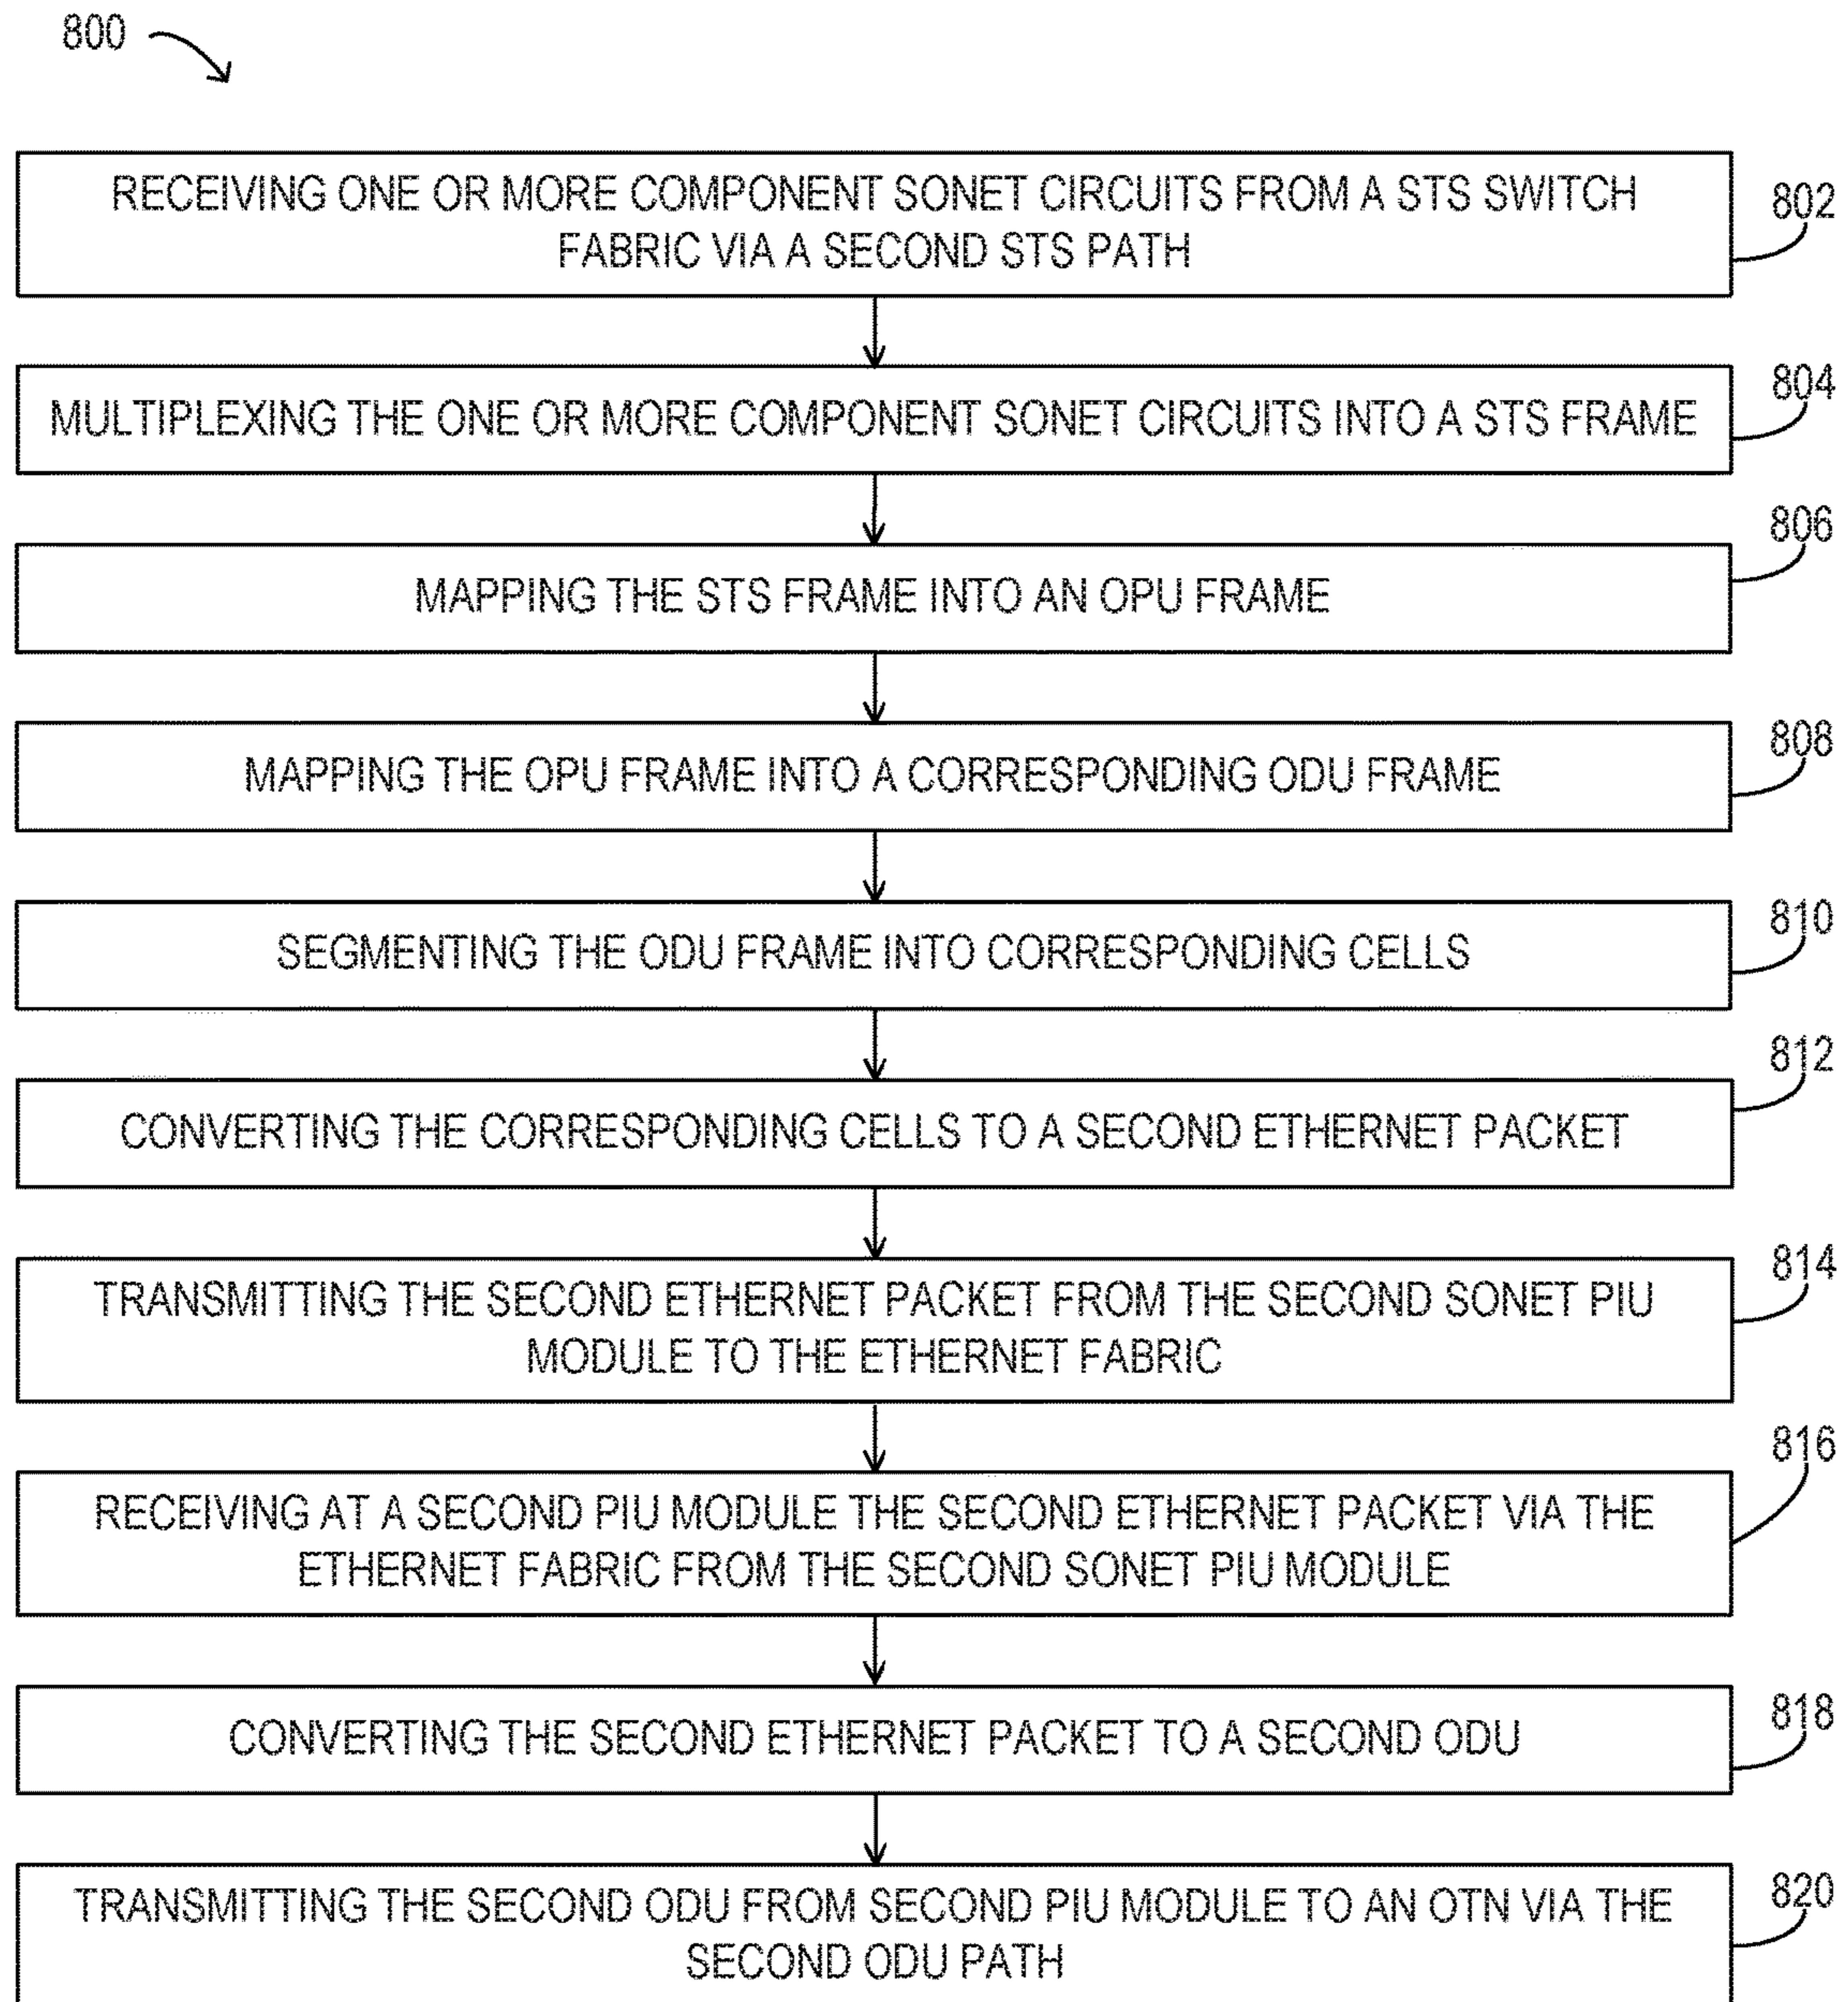 800
RECEIVING ONE OR MORE COMPONENT SONET CIRCUITS FROM A STS SWITCH
FABRIC VIA A SECOND STS PATH
802
MULTIPLEXING THE ONE OR MORE COMPONENT SONET CIRCUITS INTO A STS FRAME
804
MAPPING THE STS FRAME INTO AN OPU FRAME
806
MAPPING THE OPU FRAME INTO A CORRESPONDING ODU FRAME
808
SEGMENTING THE ODU FRAME INTO CORRESPONDING CELLS
810
CONVERTING THE CORRESPONDING CELLS TO A SECOND ETHERNET PACKET
812
TRANSMITTING THE SECOND ETHERNET PACKET FROM THE SECOND SONET PIU
MODULE TO THE ETHERNET FABRIC
814
RECEIVING AT A SECOND PIU MODULE THE SECOND ETHERNET PACKET VIA THE
ETHERNET FABRIC FROM THE SECOND SONET PIU MODULE
816
CONVERTING THE SECOND ETHERNET PACKET TO A SECOND ODU
818
TRANSMITTING THE SECOND ODU FROM SECOND PIU MODULE TO AN OTN VIA THE
SECOND ODU PATH
820